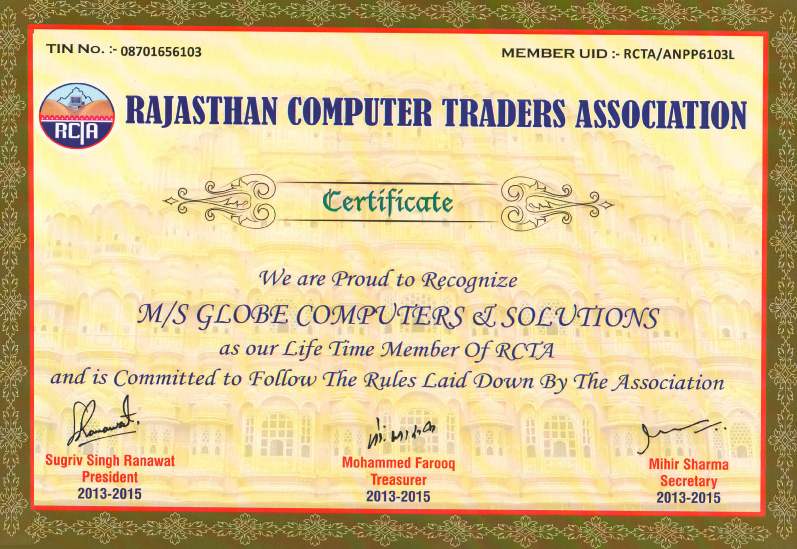 TIN No. :- 08701656103
MEMBER UID :- RCTA/ANPP6103L
RCTA
RAJASTHAN COMPUTER TRADERS ASSOCIATION
Certificate
We are Proud to Recognize
M/S GLOBE COMPUTERS & SOLUTIONS
as our Life Time Member Of RCTA
and is Committed to Follow The Rules Laid Down By The Association
Sugriv Singh Ranawat
President
2013-2015
Mohammed Farooq
Treasurer
2013-2015
Mihir Sharma
Secretary
2013-2015